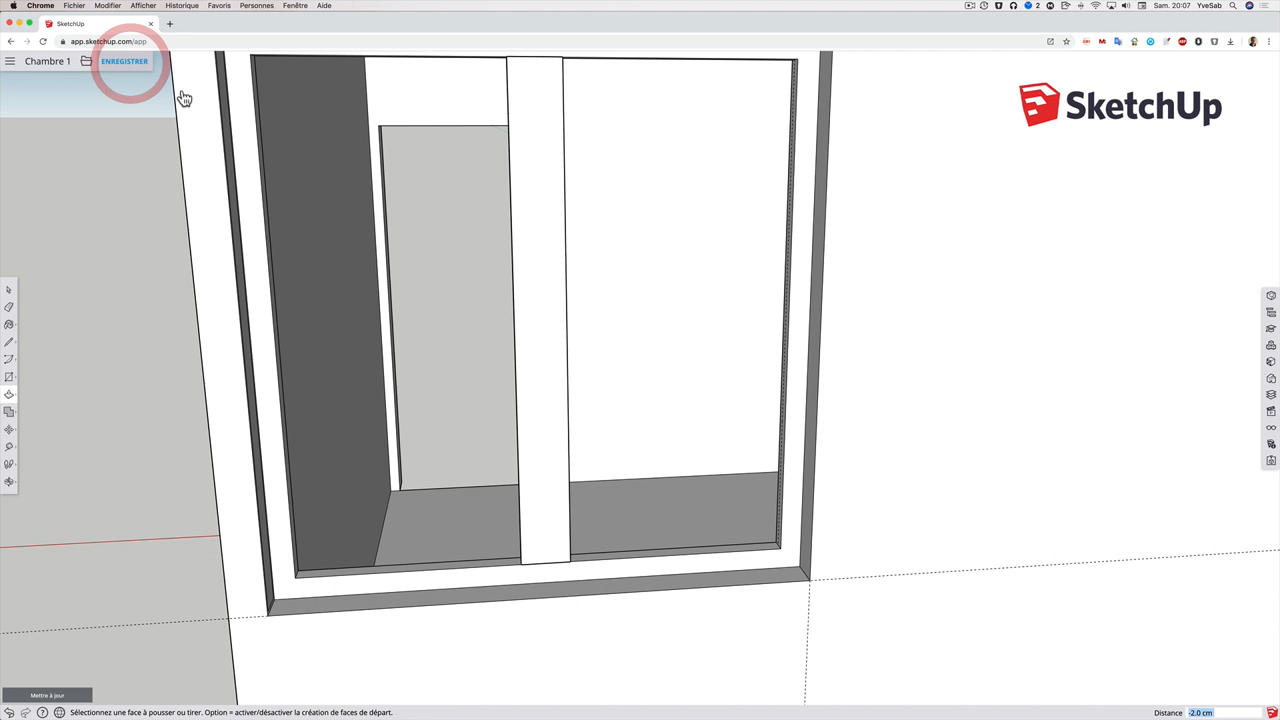 Chrome Fichier Modifier Afficher Historique Favoris Personnes Fenêtre Aide
2 Sam. 20:07 YveSab
SketchUp
app.sketchup.com/app
Chambre 1 ENREGISTRER
SketchUp
Mettre à jour
Sélectionnez une face à pousser ou tirer. Option = activer/désactiver la création de faces de départ.
Distance -2.0 cm